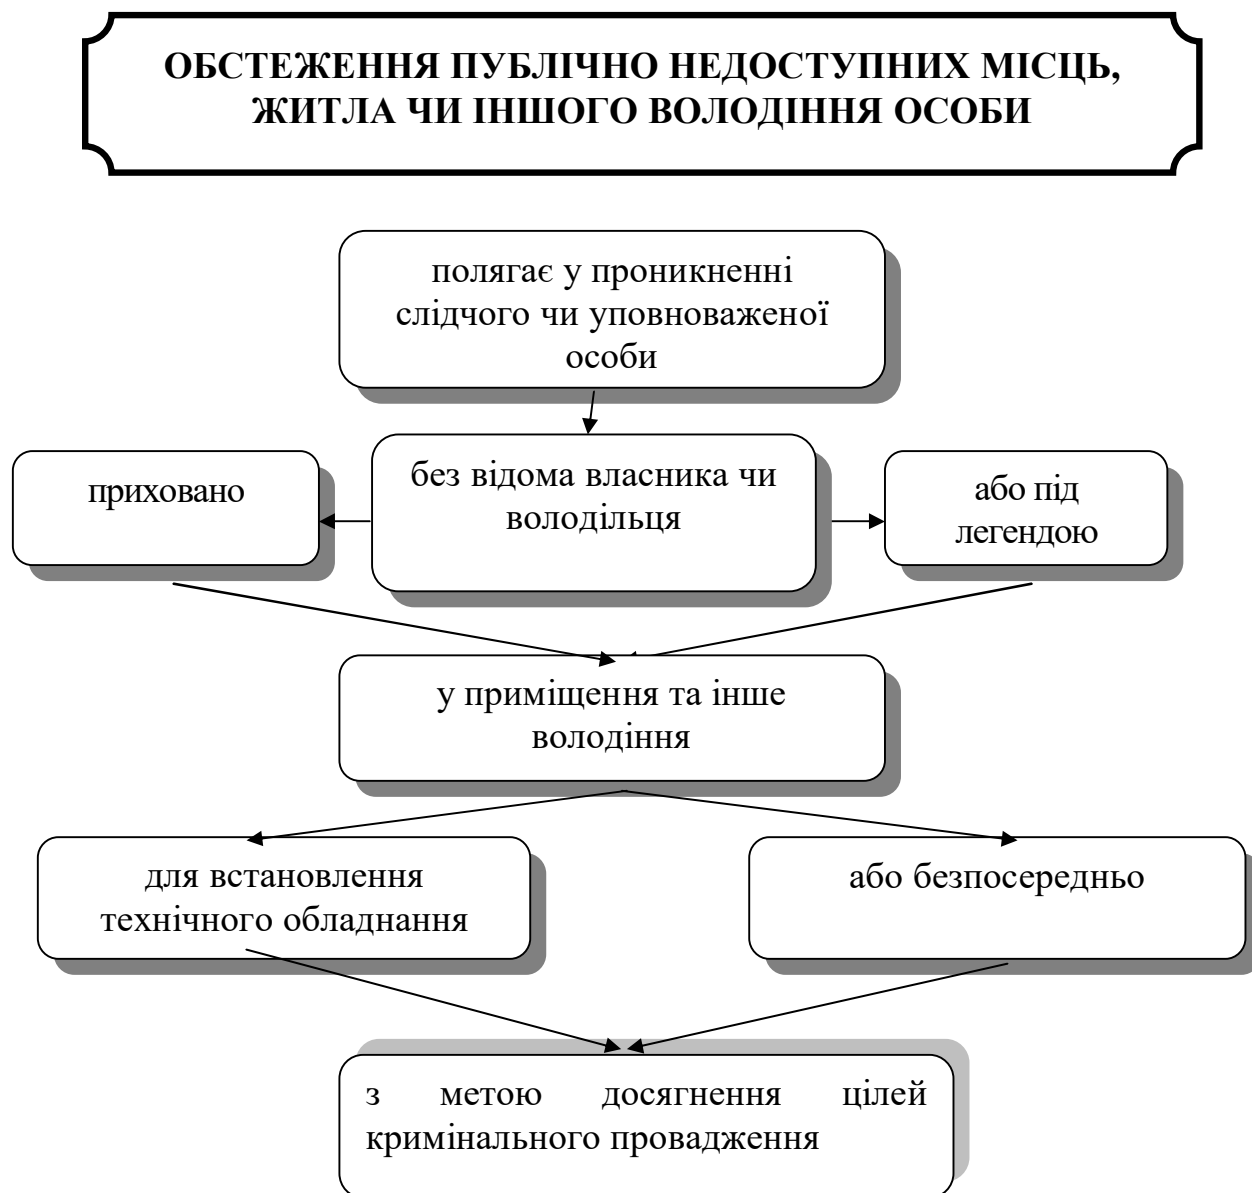 ОБСТЕЖЕННЯ ПУБЛІЧНО НЕДОСТУПНИХ МІСЦЬ,
ЖИТЛА ЧИ ІНШОГО ВОЛОДІННЯ ОСОБИ
полягає у проникненні
слідчого чи уповноваженої
особи
приховано
без відома власника чи
володільця
або під
легендою
у приміщення та інше
володіння
для встановлення
технічного обладнання
або безпосередньо
з метою досягнення цілей
кримінального провадження